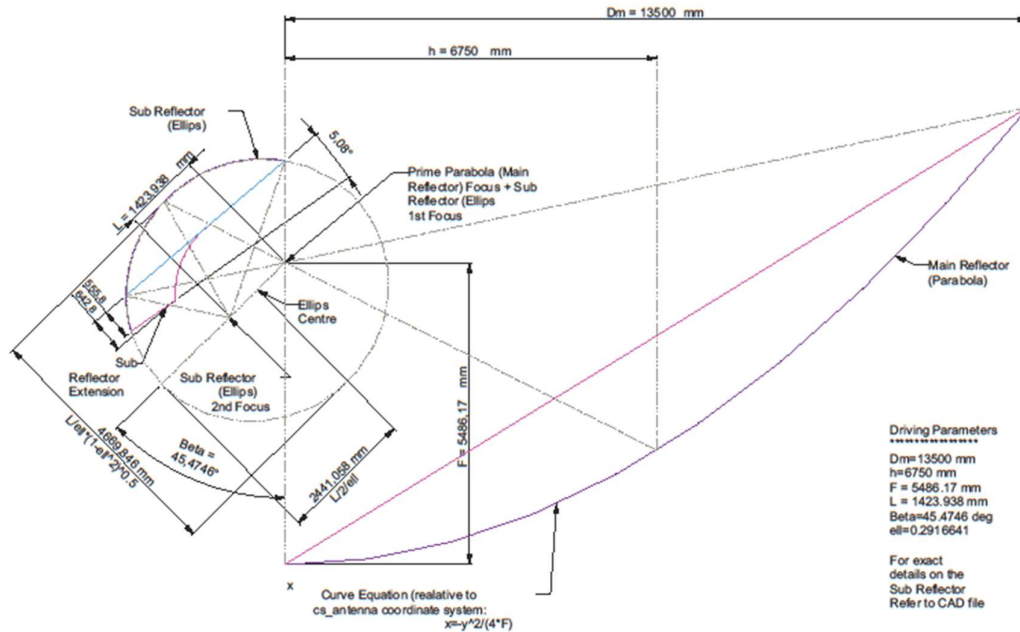 Dm = 13500 mm
h = 6750 mm
Sub Reflector
(Ellips)
5,08°
L = 1423.938 mm
Prime Parabola (Main
Reflector) Focus + Sub
Reflector (Ellips
1st Focus
Main Reflector
(Parabola)
555,8
642,8
Ellips
Centre
Sub
Reflector
Extension
Sub Reflector
(Ellips)
2nd Focus
F = 5486,17 mm
4669,846 mm
L/ell*(1-ell^2)^0.5
Beta =
45,4746°
2441,058 mm
L/2/ell
Driving Parameters
******************
Dm=13500 mm
h=6750 mm
F = 5486.17 mm
L = 1423.938 mm
Beta=45.4746 deg
ell=0.2916641
For exact
details on the
Sub Reflector
Refer to CAD file
x
Curve Equation (realative to
cs_antenna coordinate system:
x=-y^2/(4*F)